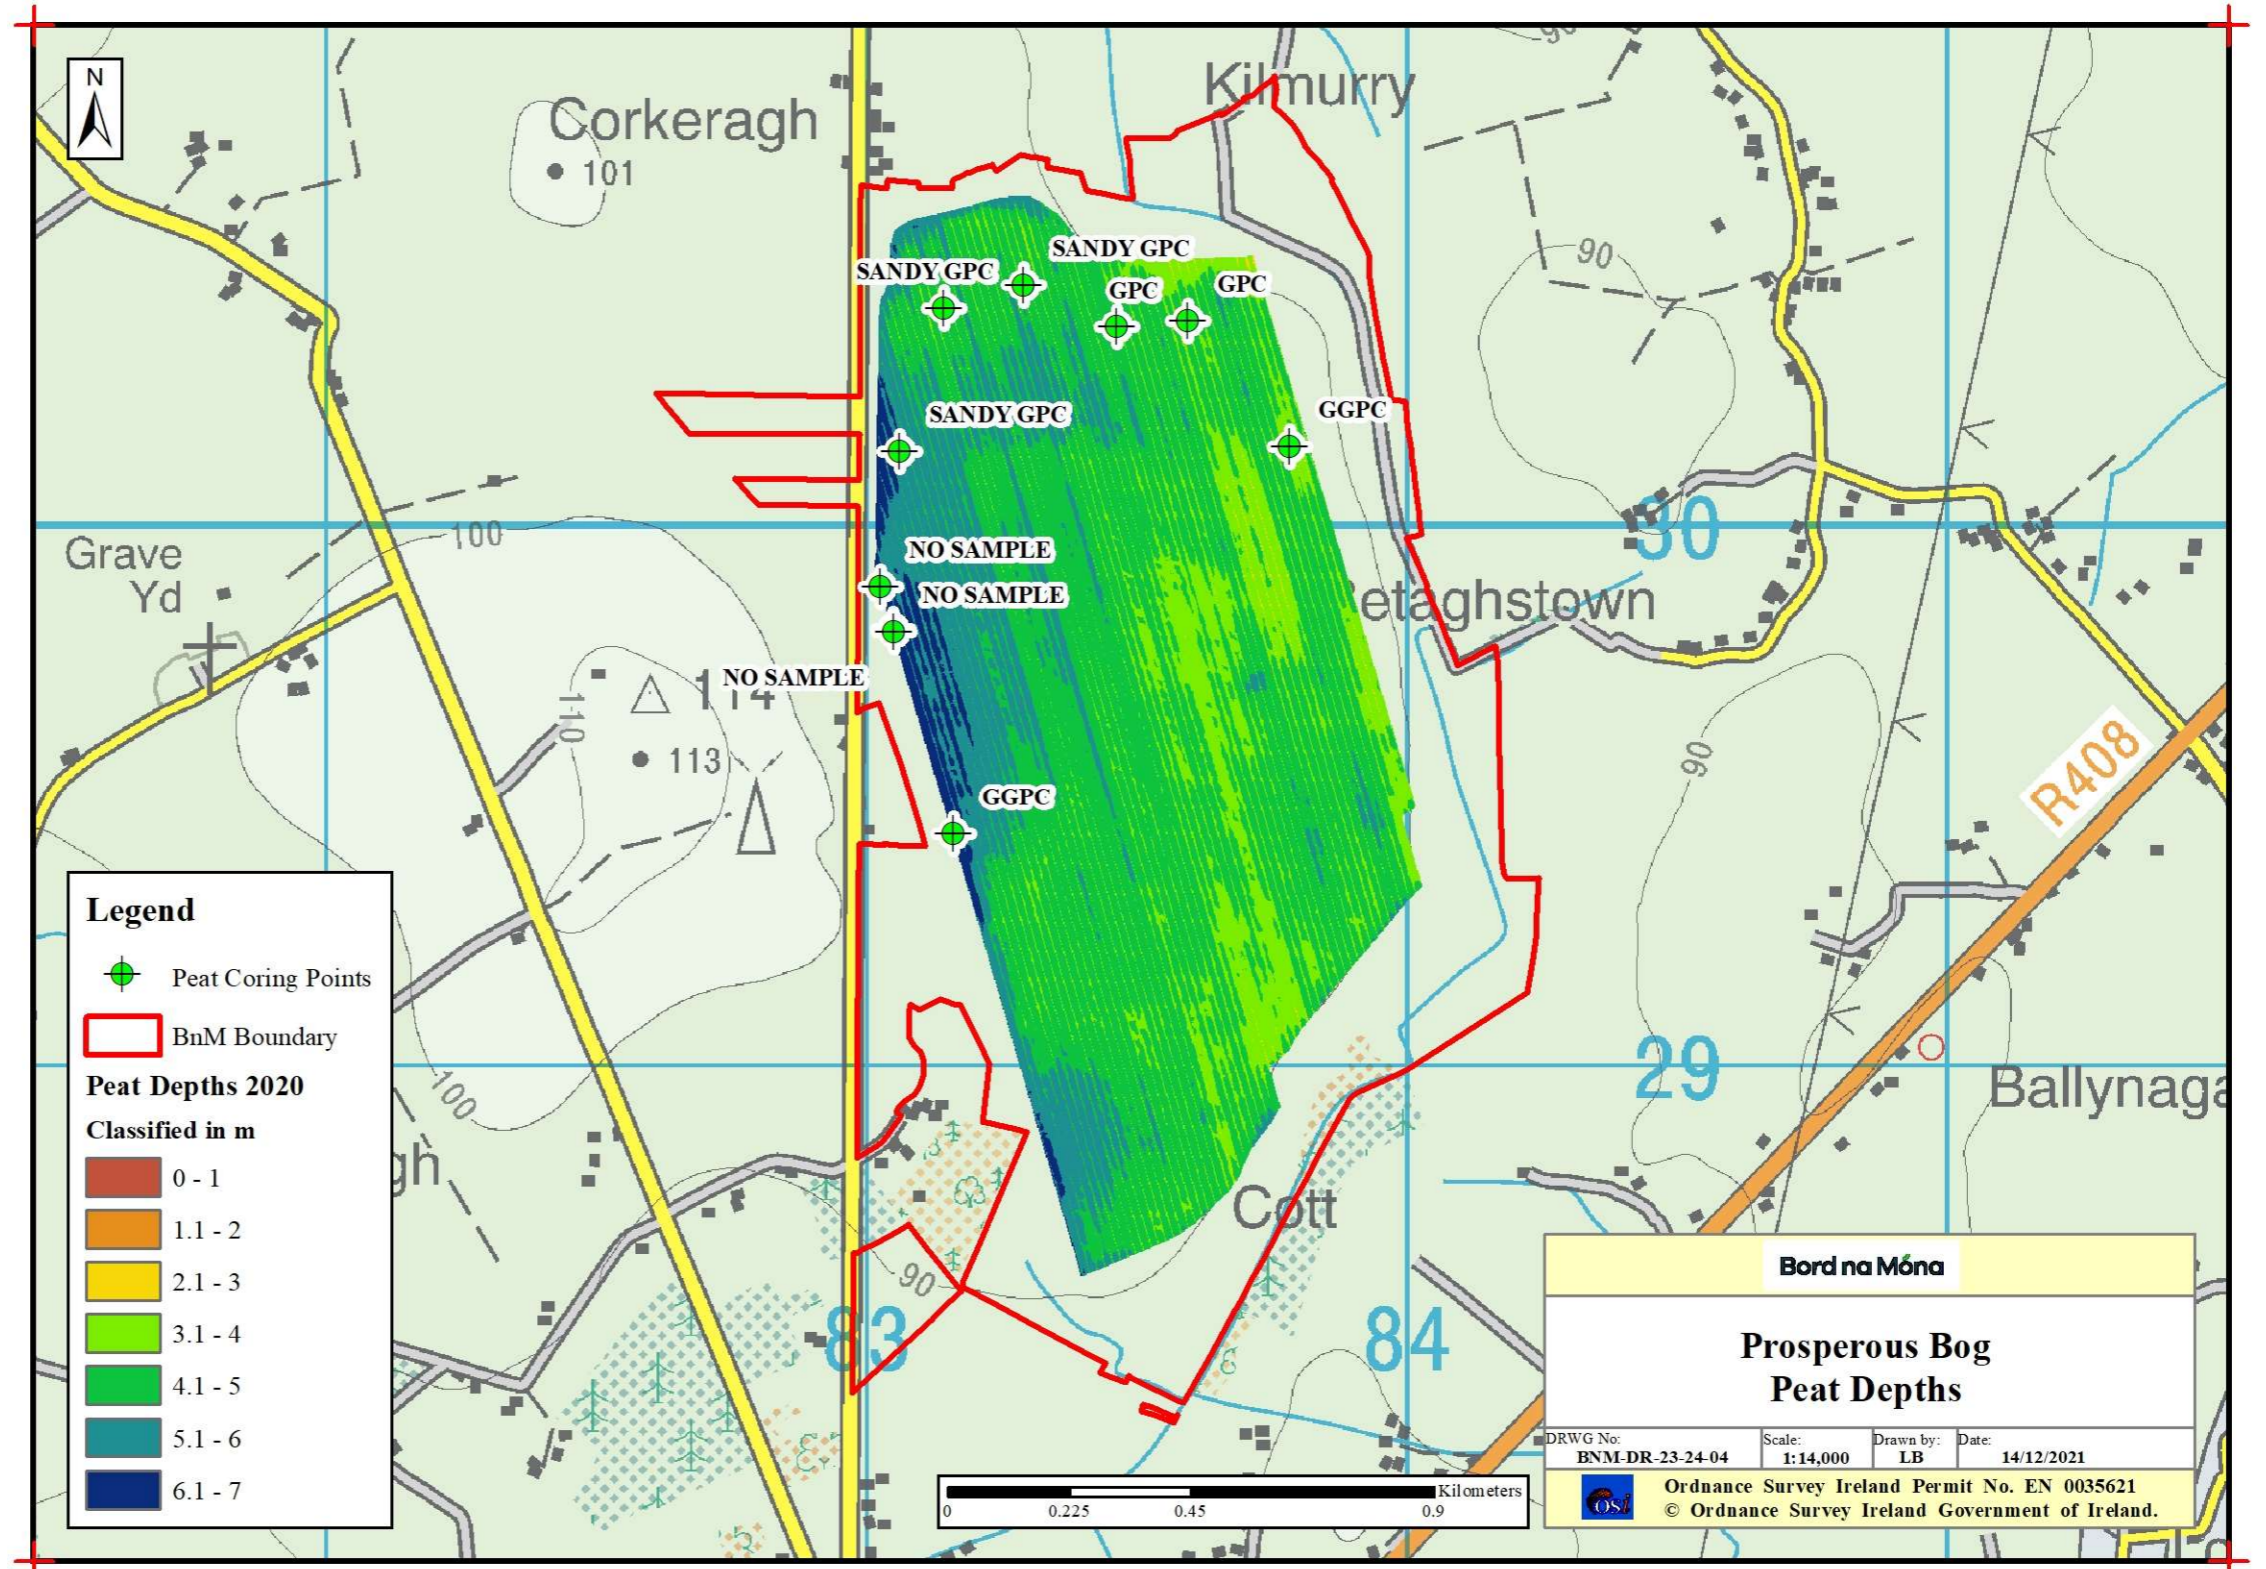 N
Corkeragh
101
Kilmurry
90
90
SANDY GPC
SANDY GPC
GPC
GPC
SANDY GPC
GGPC
100
30
Grave
Yd
NO SAMPLE
NO SAMPLE
etaghstown
NO SAMPLE
114
110
113
90
R408
GGPC
100
29
Ballynaga
gh
Cott
90
83
84
Legend
Peat Coring Points
BnM Boundary
Peat Depths 2020
Classified in m
0 - 1
1.1 - 2
2.1 - 3
3.1 - 4
4.1 - 5
5.1 - 6
6.1 - 7
Kilometers
0 0.225 0.45 0.9
Bord na Móna
Prosperous Bog
Peat Depths
DRWG No: Scale: Drawn by: Date:
BNM-DR-23-24-04 1:14,000 LB 14/12/2021
OSi
Ordnance Survey Ireland Permit No. EN 0035621
© Ordnance Survey Ireland Government of Ireland.